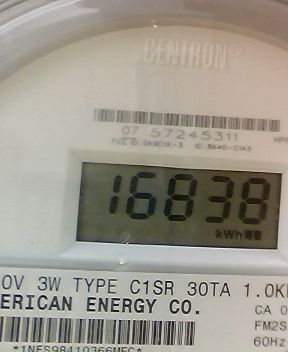 CENTRON®
07 57245311
16838
kWh
0V 3W TYPE C1SR 30TA 1.0K
ERICAN ENERGY CO.
CA 0
FM2S
60Hz